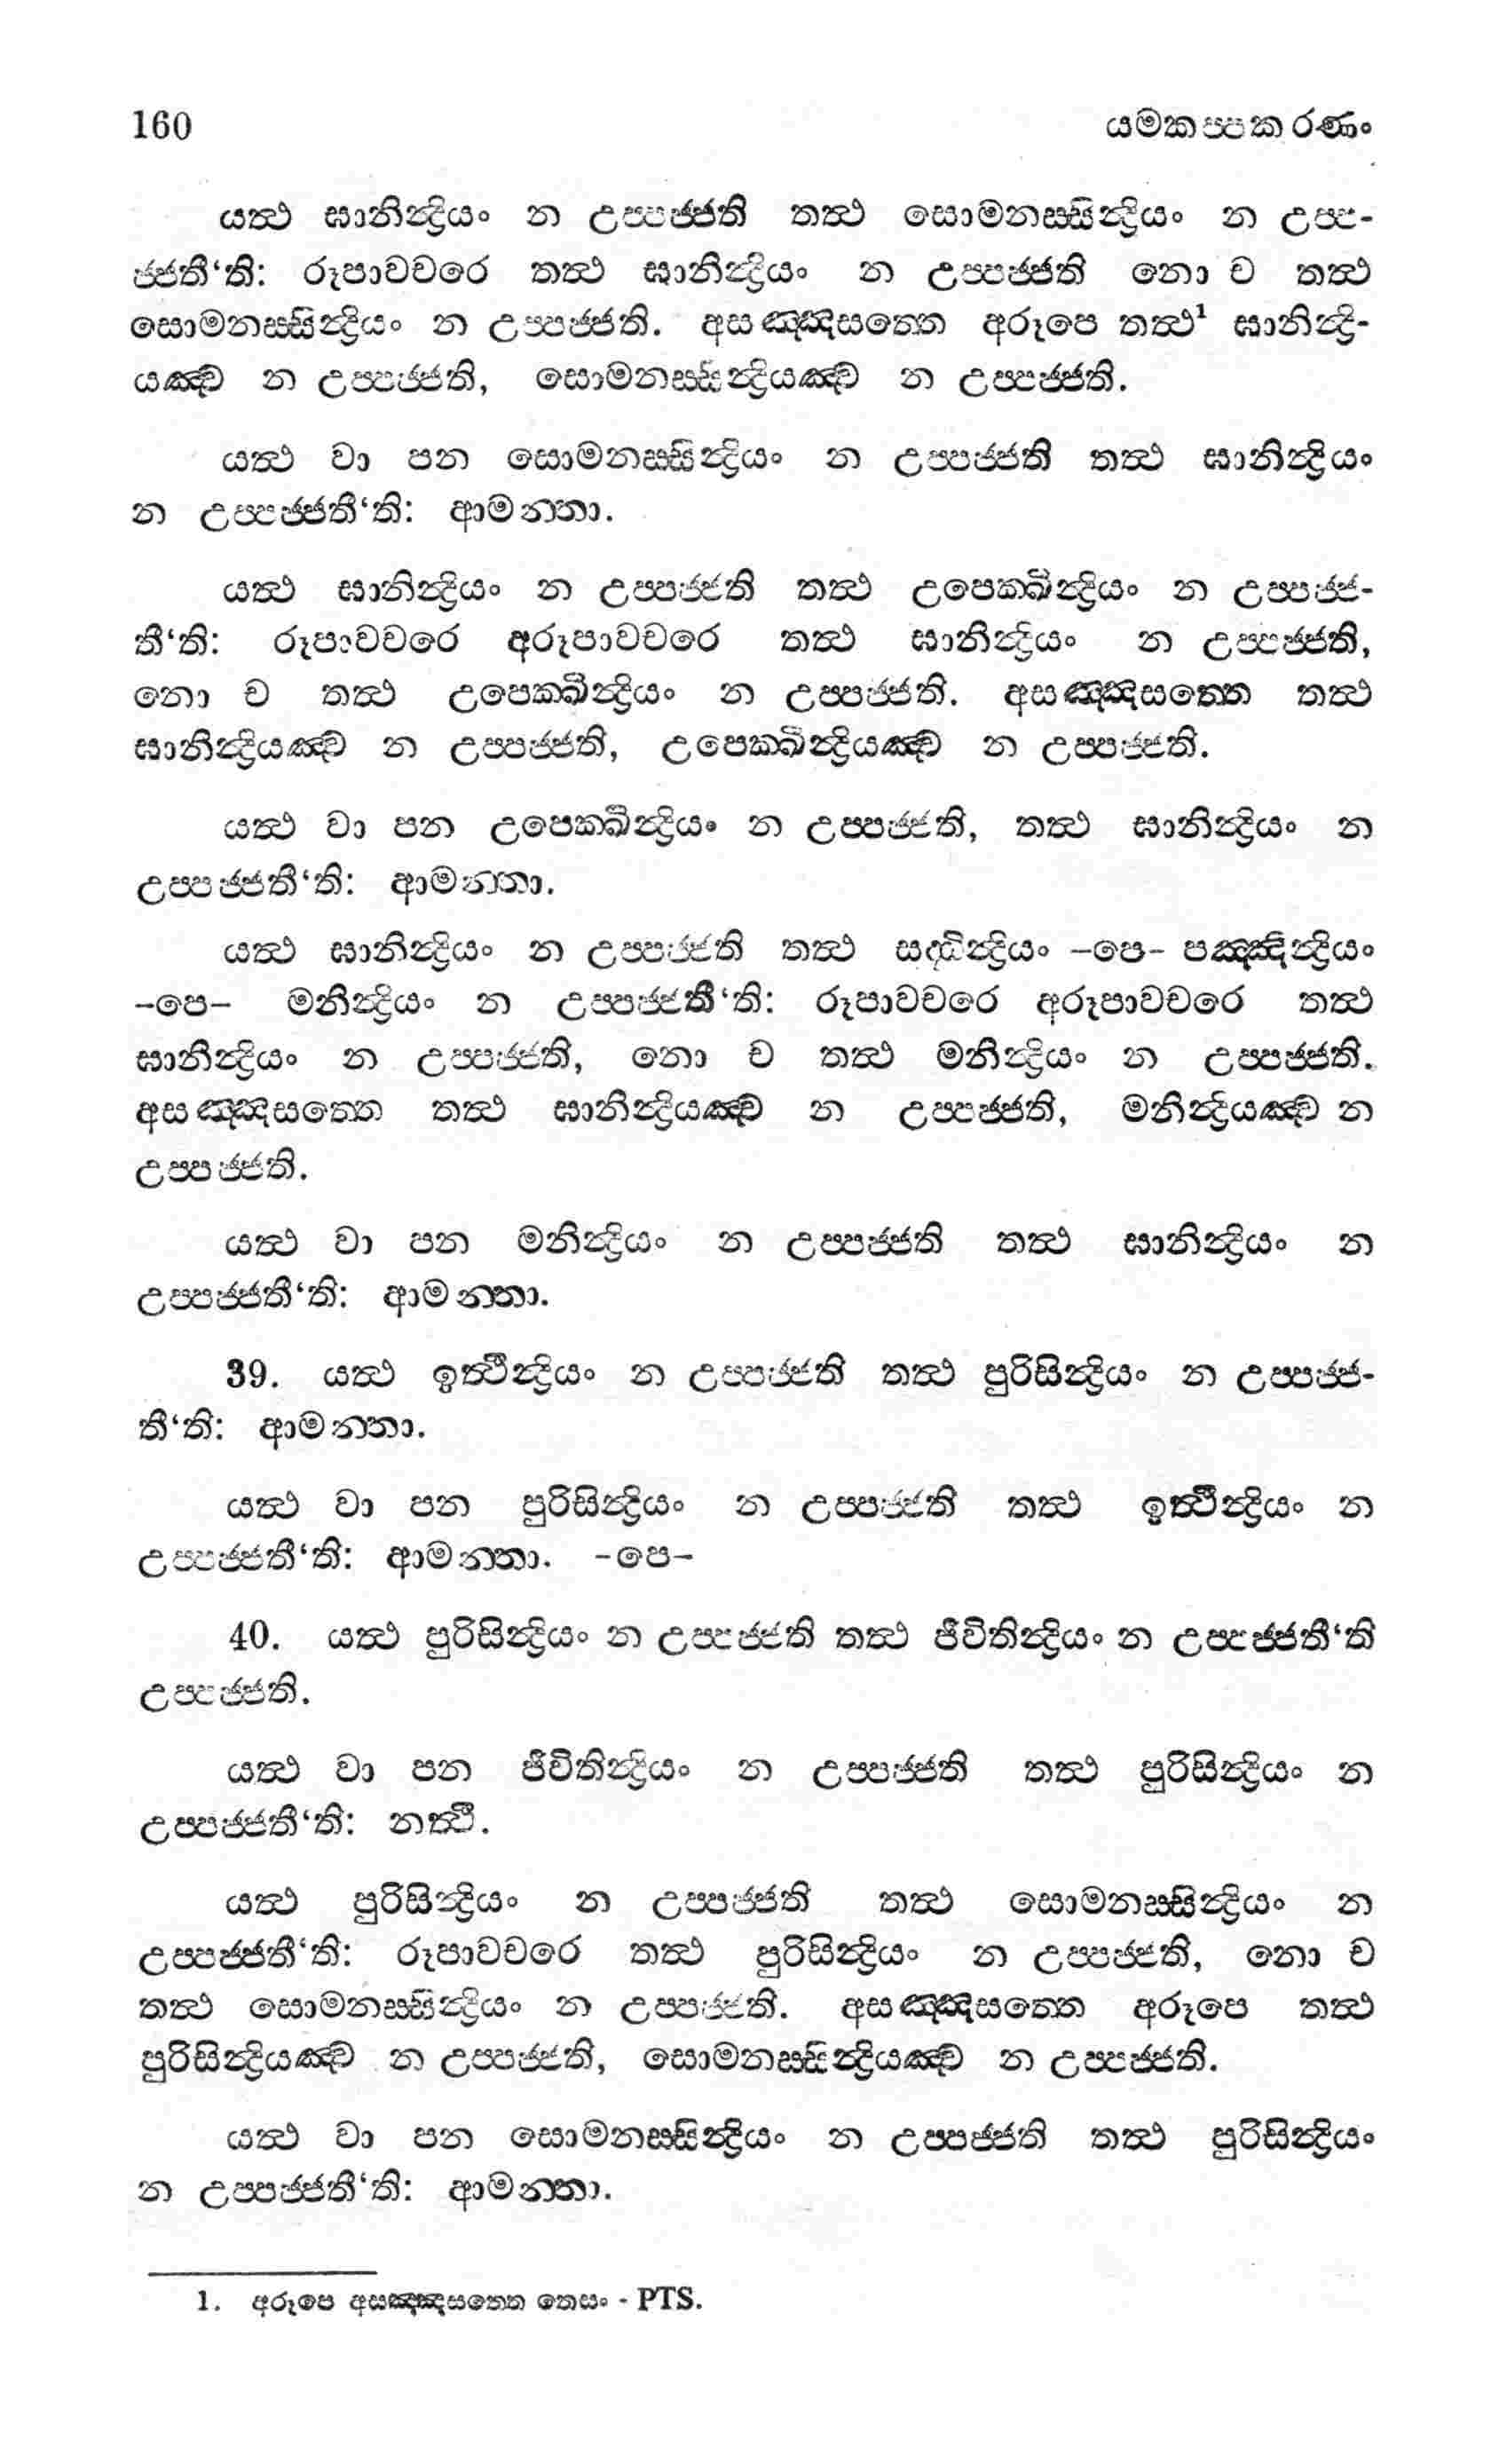 160 යමකප්පකරණං
යත්‍ථ ඝානින්‍ද්‍රියං න උප්පජ්ජති තත්‍ථ සොමනස්සින්‍ද්‍රියං න උප්ප-
ජ්ජතී‘ති: රූපාවචරෙ තත්‍ථ ඝානින්‍ද්‍රියං න උප්පජ්ජති නො ච තත්‍ථ
සොමනස්සින්‍ද්‍රියං න උප්පජ්ජති. අසඤ්ඤසත්තෙ අරූපෙ තත්‍ථ¹ ඝානින්‍ද්‍රි-
යඤ්ච න උප්පජ්ජති, සොමනස්සින්‍ද්‍රියඤ්ච න උප්පජ්ජති.
යත්‍ථ වා පන සොමනස්සින්‍ද්‍රියං න උප්පජ්ජති තත්‍ථ ඝානින්‍ද්‍රියං
න උප්පජ්ජතී‘ති: ආමන්තා.
යත්‍ථ ඝානින්‍ද්‍රියං න උප්පජ්ජති තත්‍ථ උපෙක්ඛින්‍ද්‍රියං න උප්පජ්ජ-
තී‘ති: රූපාවචරෙ අරූපාවචරෙ තත්‍ථ ඝානින්‍ද්‍රියං න උප්පජ්ජති,
නො ච තත්‍ථ උපෙක්ඛින්‍ද්‍රියං න උප්පජ්ජති. අසඤ්ඤසත්තෙ තත්‍ථ
ඝානින්‍ද්‍රියඤ්ච න උප්පජ්ජති, උපෙක්ඛින්‍ද්‍රියඤ්ච න උප්පජ්ජති.
යත්‍ථ වා පන උපෙක්ඛින්‍ද්‍රියං න උප්පජ්ජති, තත්‍ථ ඝානින්‍ද්‍රියං න
උප්පජ්ජතී‘ති: ආමන්තා.
යත්‍ථ ඝානින්‍ද්‍රියං න උප්පජ්ජති තත්‍ථ සද්ධින්‍ද්‍රියං –පෙ– පඤ්ඤින්‍ද්‍රියං
–පෙ– මනින්‍ද්‍රියං න උප්පජ්ජතී‘ති: රූපාවචරෙ අරූපාවචරෙ තත්‍ථ
ඝානින්‍ද්‍රියං න උප්පජ්ජති, නො ච තත්‍ථ මනින්‍ද්‍රියං න උප්පජ්ජති.
අසඤ්ඤසත්තෙ තත්‍ථ ඝානින්‍ද්‍රියඤ්ච න උප්පජ්ජති, මනින්‍ද්‍රියඤ්ච න
උප්පජ්ජති.
යත්‍ථ වා පන මනින්‍ද්‍රියං න උප්පජ්ජති තත්‍ථ ඝානින්‍ද්‍රියං න
උප්පජ්ජතී‘ති: ආමන්තා.
39. යත්‍ථ ඉත්‍ථින්‍ද්‍රියං න උප්පජ්ජති තත්‍ථ පුරිසින්‍ද්‍රියං න උප්පජ්ජ-
තී‘ති: ආමන්තා.
යත්‍ථ වා පන පුරිසින්‍ද්‍රියං න උප්පජ්ජති තත්‍ථ ඉත්‍ථින්‍ද්‍රියං න
උප්පජ්ජතී‘ති: ආමන්තා. –පෙ–
40. යත්‍ථ පුරිසින්‍ද්‍රියං න උප්පජ්ජති තත්‍ථ ජීවිතින්‍ද්‍රියං න උප්පජ්ජතී‘ති
උප්පජ්ජති.
යත්‍ථ වා පන ජීවිතින්‍ද්‍රියං න උප්පජ්ජති තත්‍ථ පුරිසින්‍ද්‍රියං න
උප්පජ්ජතී‘ති: නත්‍ථි.
යත්‍ථ පුරිසින්‍ද්‍රියං න උප්පජ්ජති තත්‍ථ සොමනස්සින්‍ද්‍රියං න
උප්පජ්ජතී‘ති: රූපාවචරෙ තත්‍ථ පුරිසින්‍ද්‍රියං න උප්පජ්ජති, නො ච
තත්‍ථ සොමනස්සින්‍ද්‍රියං න උප්පජ්ජති. අසඤ්ඤසත්තෙ අරූපෙ තත්‍ථ
පුරිසින්‍ද්‍රියඤ්ච න උප්පජ්ජති, සොමනස්සින්‍ද්‍රියඤ්ච න උප්පජ්ජති.
යත්‍ථ වා පන සොමනස්සින්‍ද්‍රියං න උප්පජ්ජති තත්‍ථ පුරිසින්‍ද්‍රියං
න උප්පජ්ජතී‘ති: ආමන්තා.
1. අරූපෙ අසඤ්ඤසත්තෙ තෙසං - PTS.